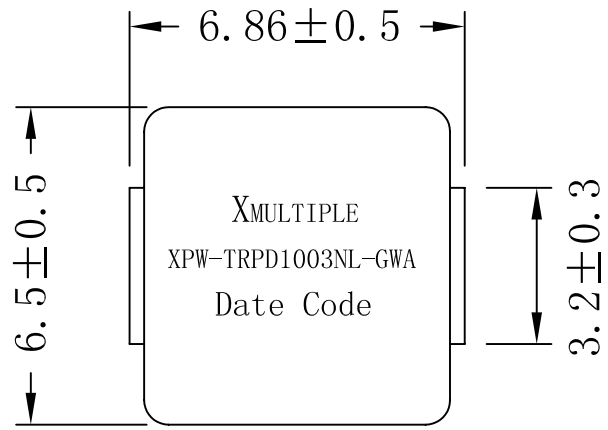 6.86±0.5
6.5±0.5
XMULTIPLE
XPW-TRPD1003NL-GWA
Date Code
3.2±0.3